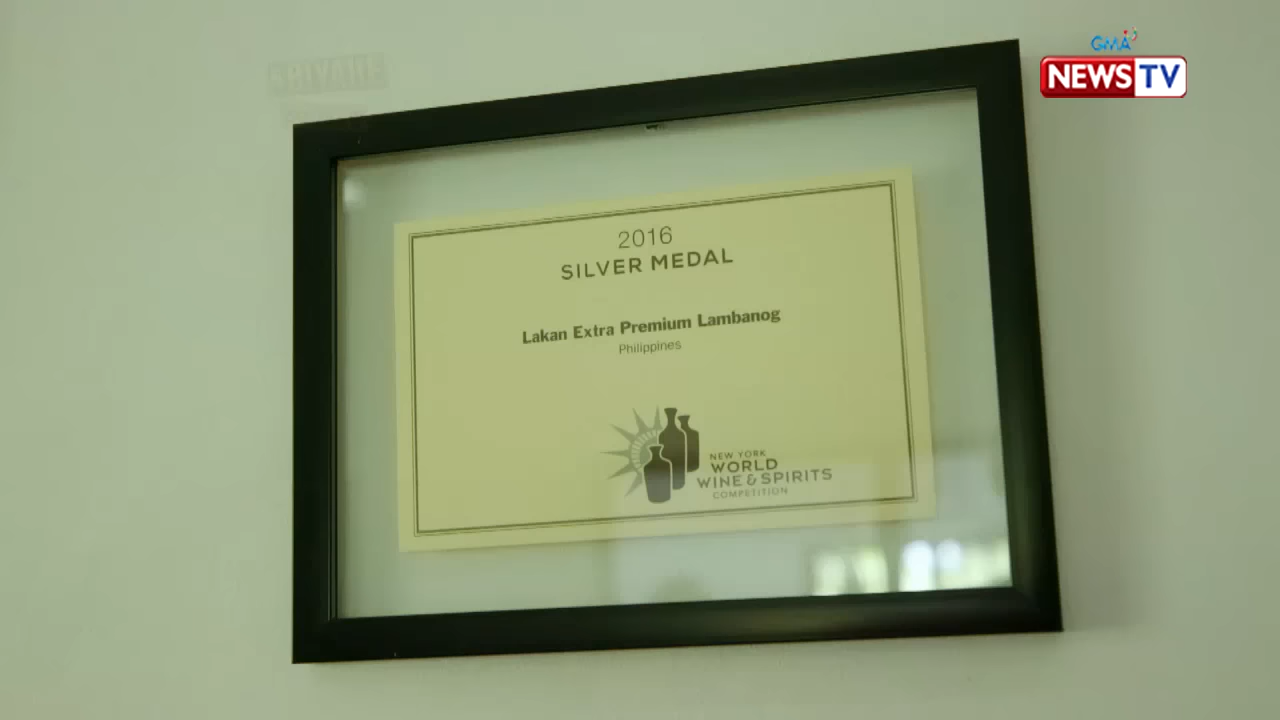 GMA
NEWS TV
2016
SILVER MEDAL
Lakan Extra Premium Lambanog
Philippines
NEW YORK
WORLD
WINE & SPIRITS
COMPETITION